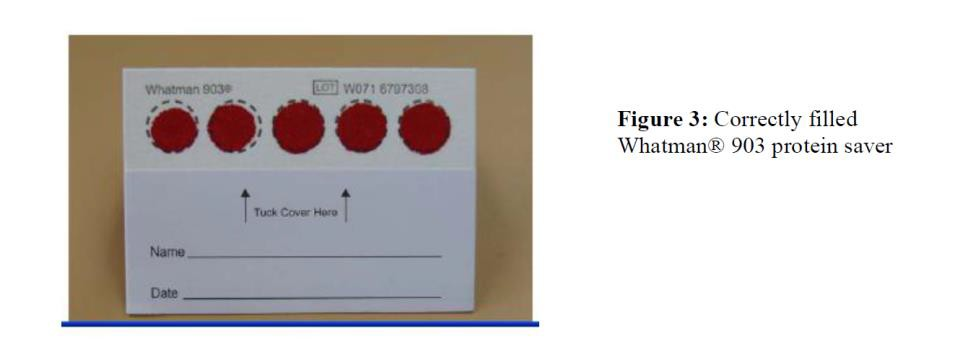 Whatman 903®
LOT W071 6797308
Tuck Cover Here
Name
Date
Figure 3: Correctly filled
Whatman® 903 protein saver